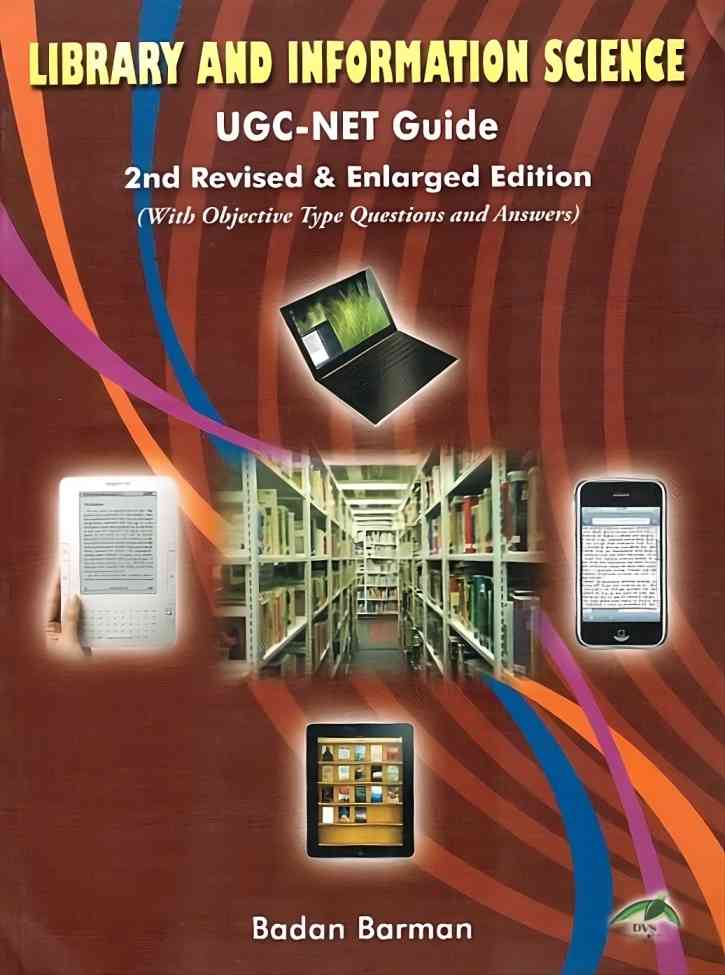 LIBRARY AND INFORMATION SCIENCE
UGC-NET Guide
2nd Revised & Enlarged Edition
(With Objective Type Questions and Answers)
Badan Barman
DVS